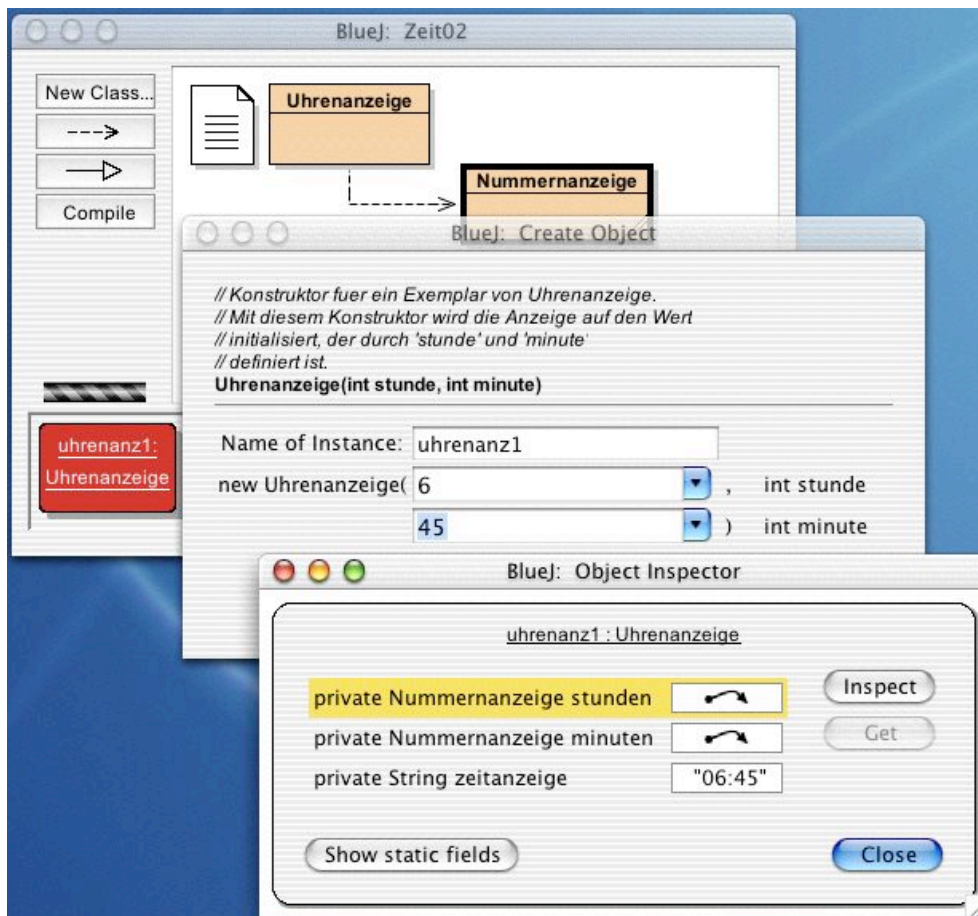 BlueJ: Zeit02
New Class...
Compile
Uhrenanzeige
Nummernanzeige
uhrenanz1:
Uhrenanzeige
BlueJ: Create Object
// Konstruktor fuer ein Exemplar von Uhrenanzeige.
// Mit diesem Konstruktor wird die Anzeige auf den Wert
// initialisiert, der durch 'stunde' und 'minute'
// definiert ist.
Uhrenanzeige(int stunde, int minute)
Name of Instance: uhrenanz1
new Uhrenanzeige( 6 , int stunde
45 ) int minute
BlueJ: Object Inspector
uhrenanz1 : Uhrenanzeige
private Nummernanzeige stunden
Inspect
private Nummernanzeige minuten
Get
private String zeitanzeige "06:45"
Show static fields
Close